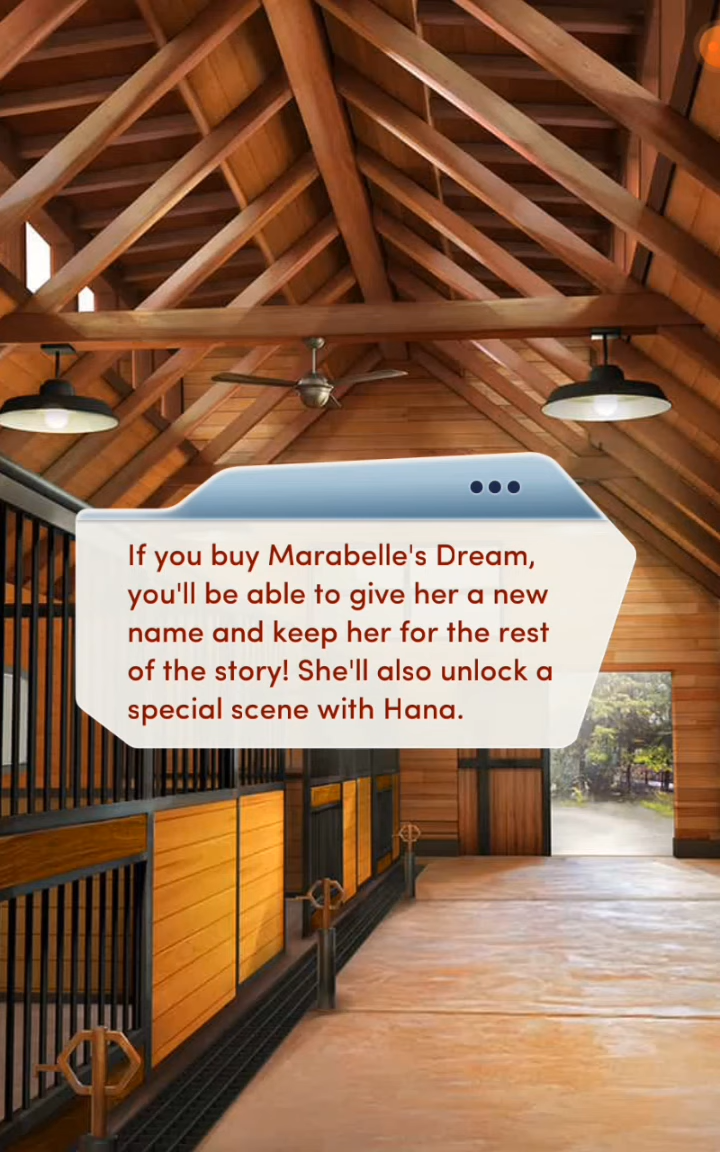 If you buy Marabelle's Dream,
you'll be able to give her a new
name and keep her for the rest
of the story! She'll also unlock a
special scene with Hana.